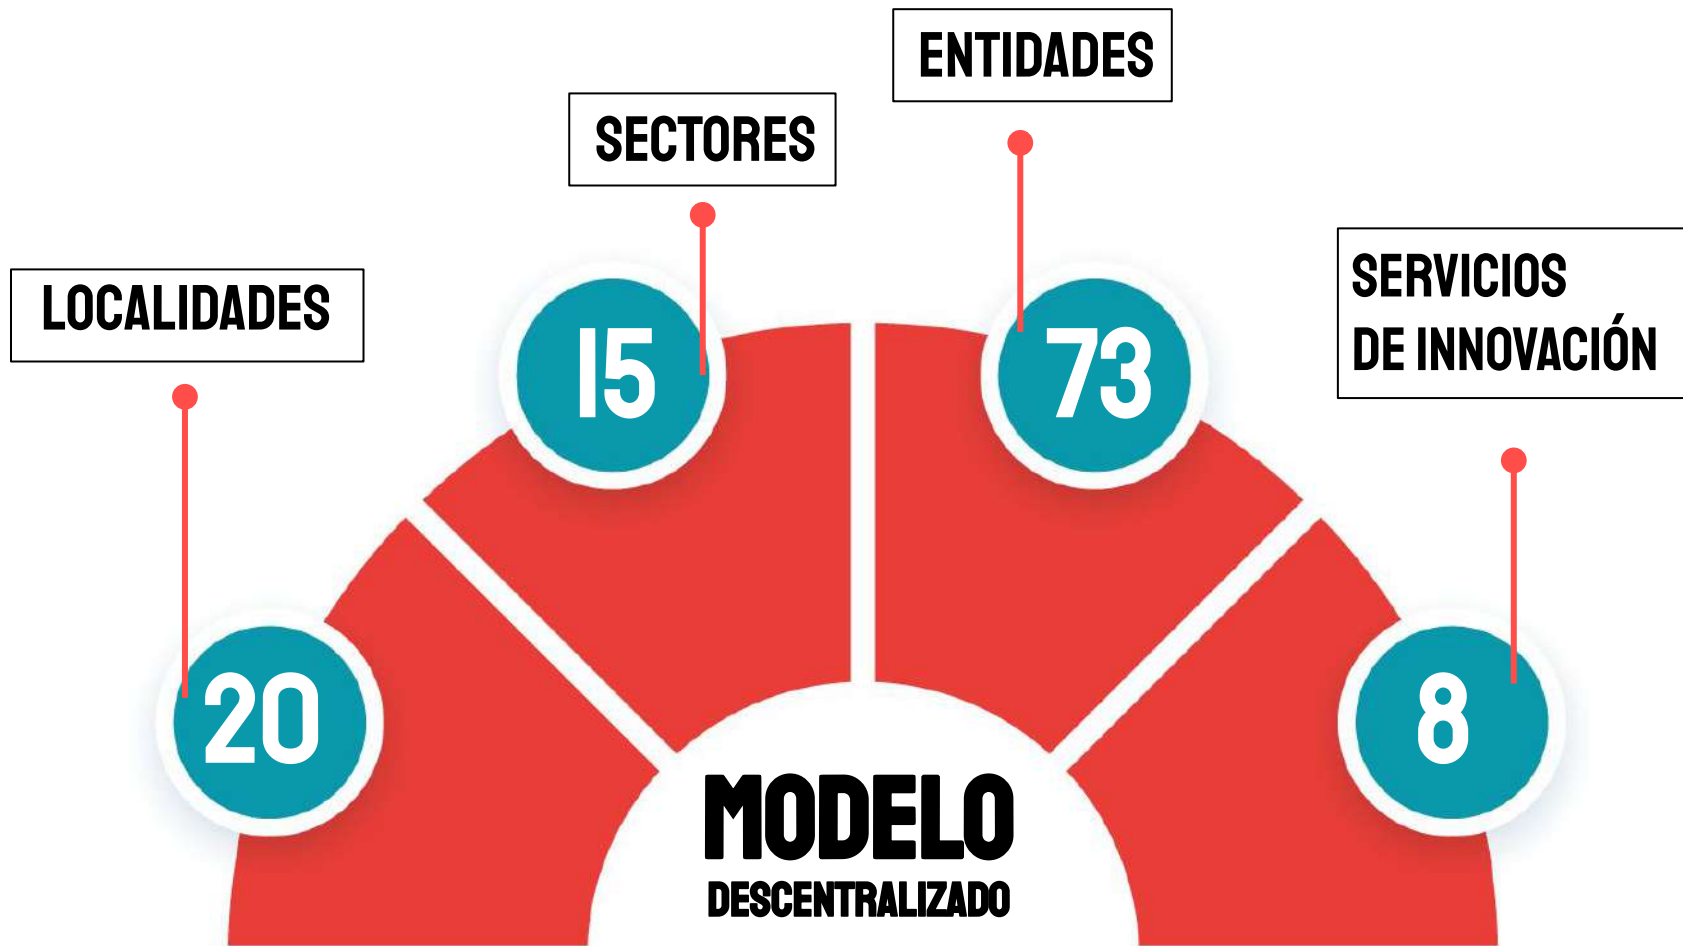 ENTIDADES
SECTORES
SERVICIOS
DE INNOVACIÓN
LOCALIDADES
15
73
20
8
MODELO
DESCENTRALIZADO